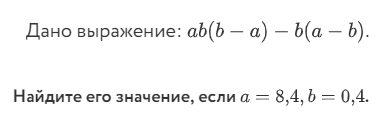 Дано выражение: ab(b − a) − b(a − b).
Найдите его значение, если a = 8,4, b = 0,4.